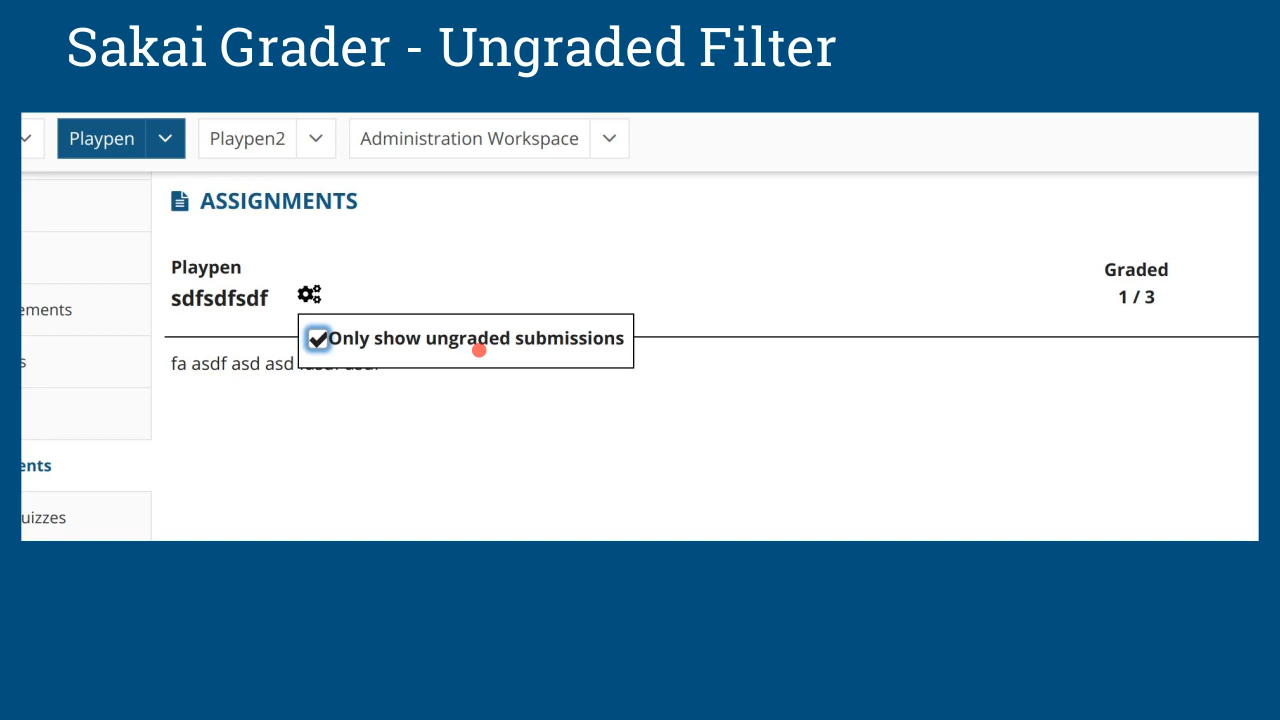 Sakai Grader - Ungraded Filter
Playpen
Playpen2
Administration Workspace
ASSIGNMENTS
Playpen
Graded
sdfsdfsdf
1 / 3
ements
Only show ungraded submissions
s
fa asdf asd asd
ents
uizzes